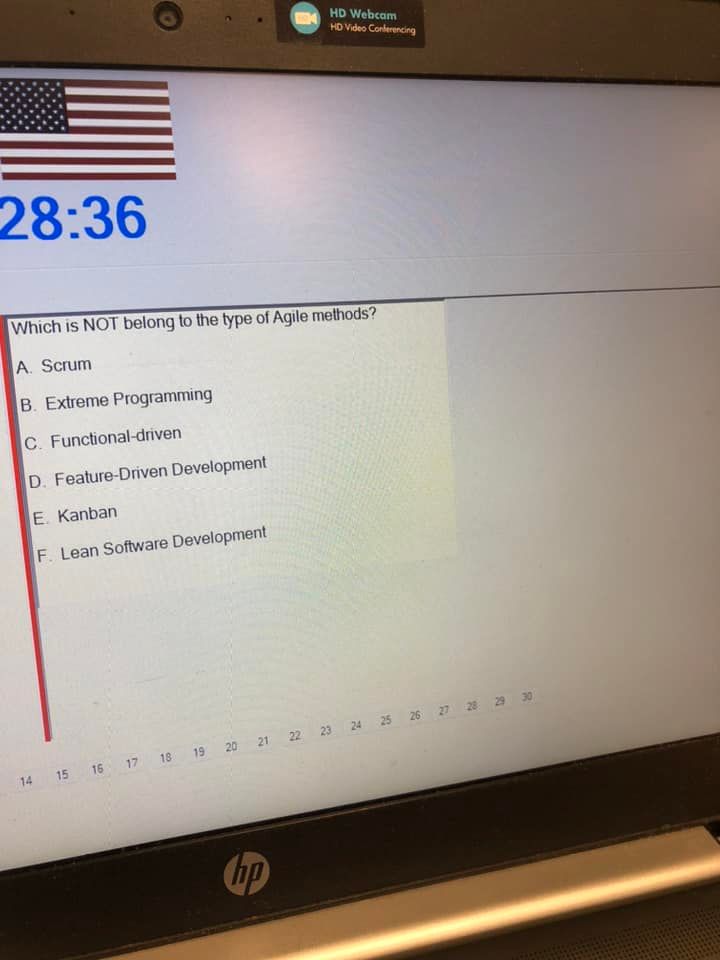 HD Webcam
HD Video Conferencing
28:36
Which is NOT belong to the type of Agile methods?
A. Scrum
B. Extreme Programming
C. Functional-driven
D. Feature-Driven Development
E. Kanban
F. Lean Software Development
14 15 16 17 18 19 20 21 22 23 24 25 26 27 28 29 30
hp